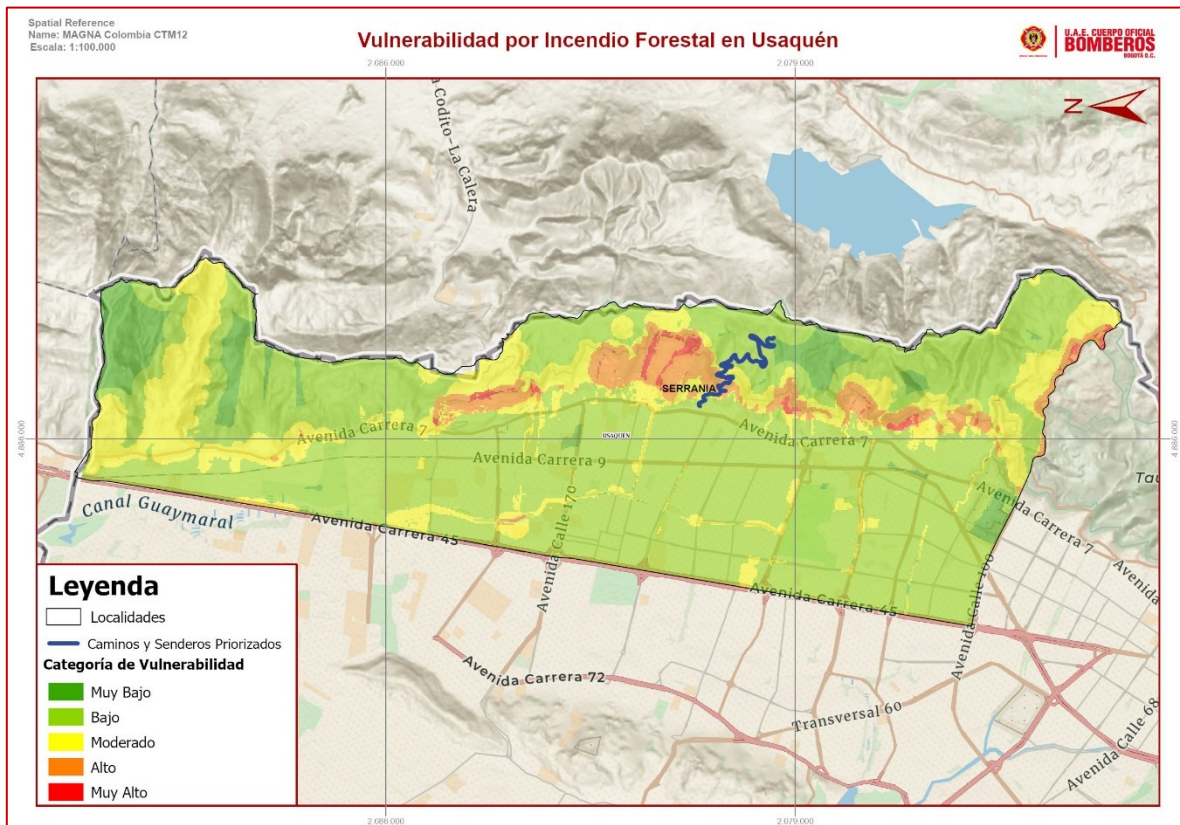 Spatial Reference
Name: MAGNA Colombia CTM12
Escala: 1:100.000
Vulnerabilidad por Incendio Forestal en Usaquén
U.A.E. CUERPO OFICIAL
BOMBEROS
BOGOTÁ D.C.
2.086.000
2.079.000
N
a Codito-La Calera
SERRANIA
4.886.000
4.886.000
USAQUÉN
Avenida Carrera 7
Avenida Carrera 7
Avenida Carrera 9
Tau
Canal Guaymaral
Avenida Carrera 45
Avenida Calle 170
Avenida Carrera 7
Avenida
Avenida Carrera 45
Avenida Calle 100
Avenida Carrera 72
Transversal 60
Avenida Calle 68
Leyenda
Localidades
Caminos y Senderos Priorizados
Categoría de Vulnerabilidad
Muy Bajo
Bajo
Moderado
Alto
Muy Alto
2.086.000
2.079.000